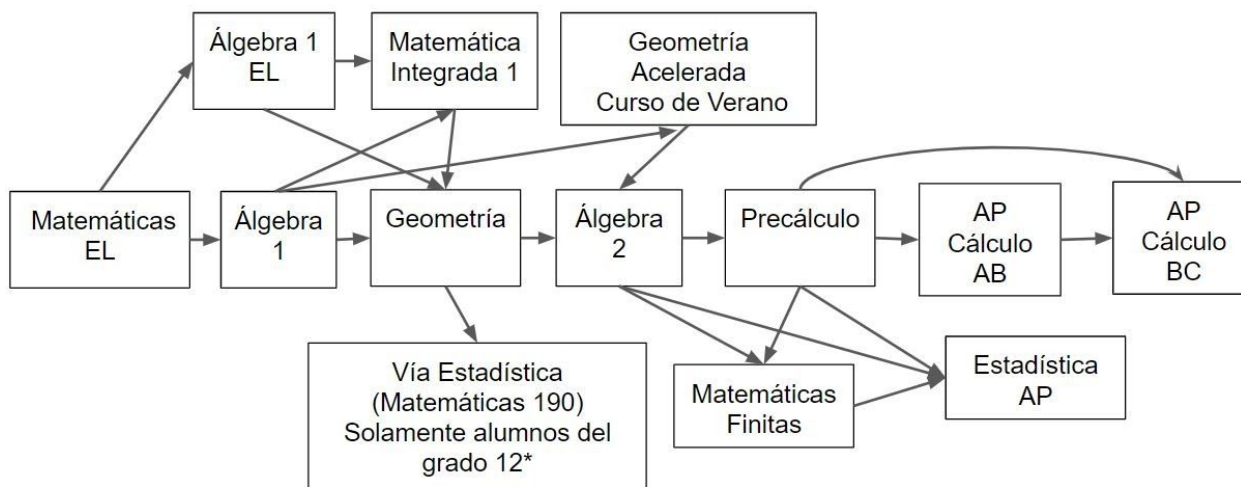 Álgebra 1
EL
Matemática
Integrada 1
Geometría
Acelerada
Curso de Verano
Matemáticas
EL
Álgebra
1
Geometría
Álgebra
2
Precálculo
AP
Cálculo
AB
AP
Cálculo
BC
Vía Estadística
(Matemáticas 190)
Solamente alumnos del
grado 12*
Matemáticas
Finitas
Estadística
AP